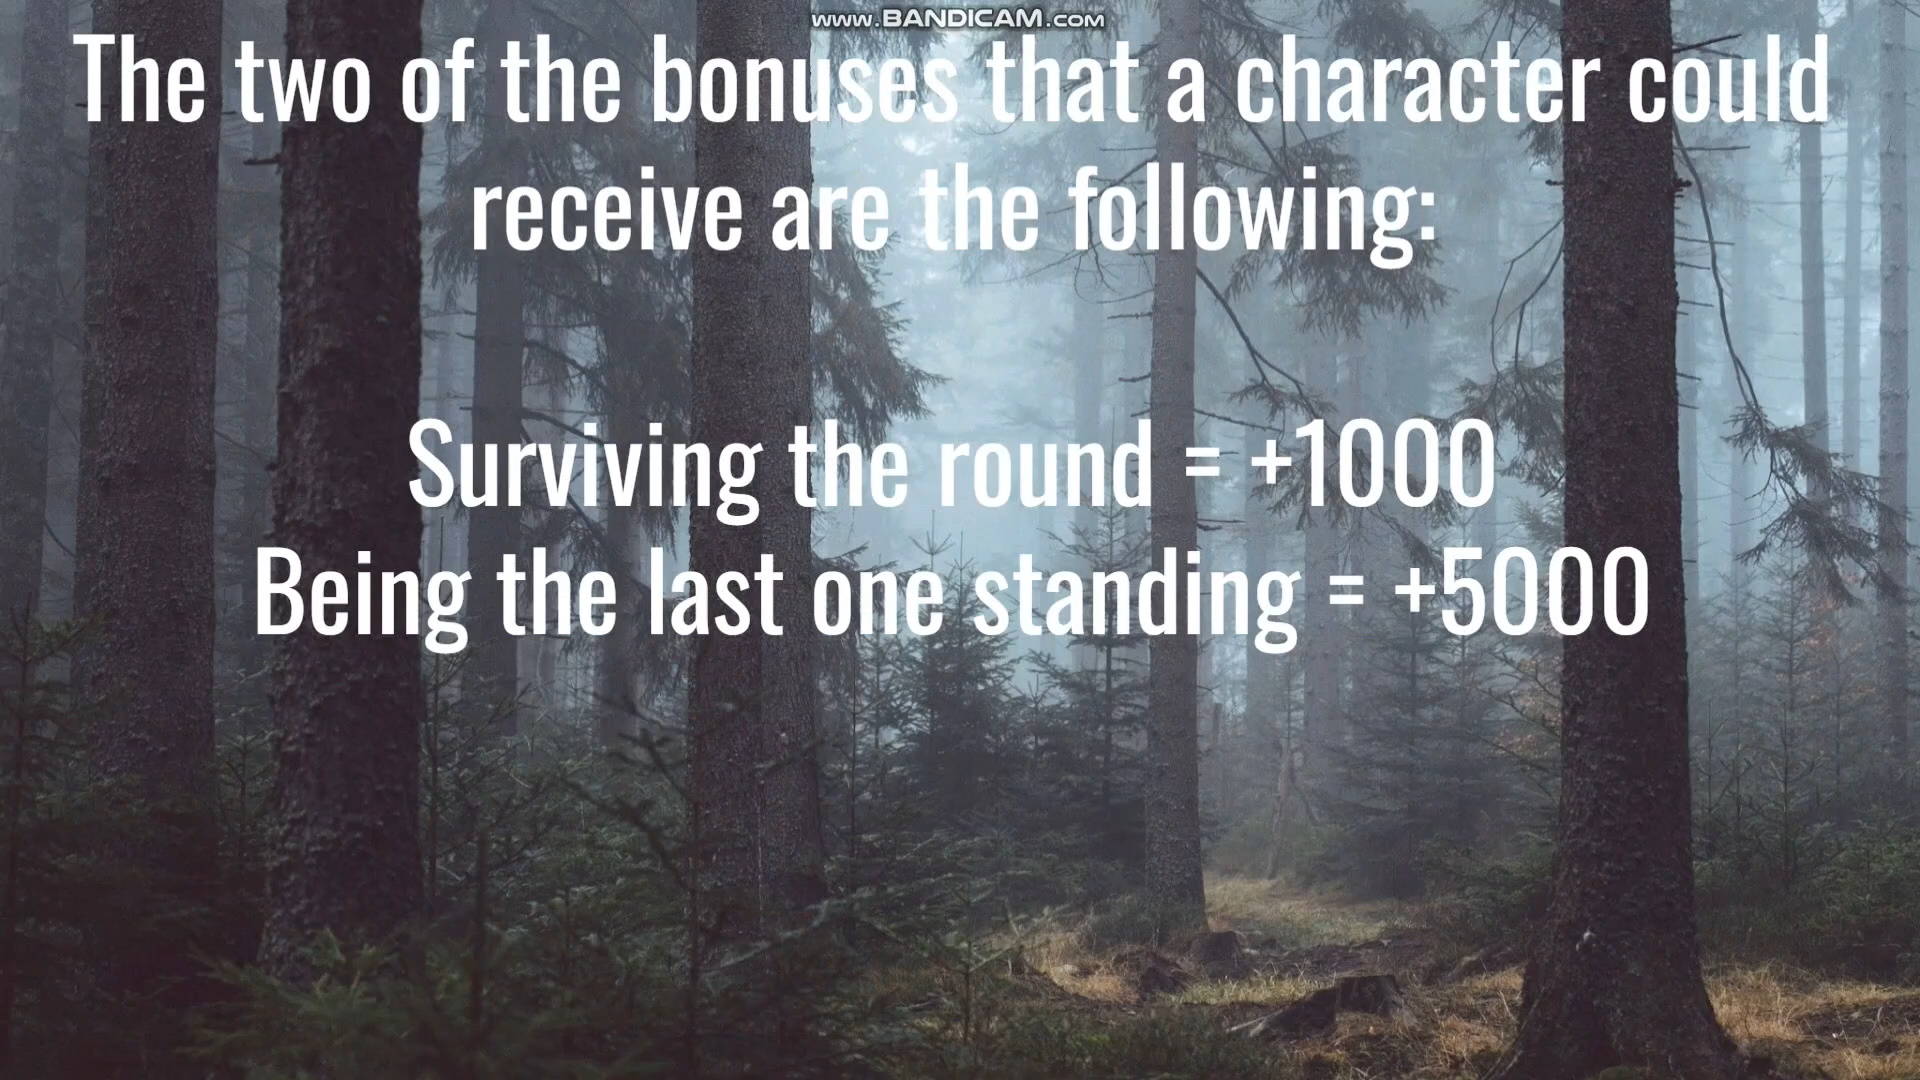 www.BANDICAM.com
The two of the bonuses that a character could
receive are the following:
Surviving the round = +1000
Being the last one standing = +5000